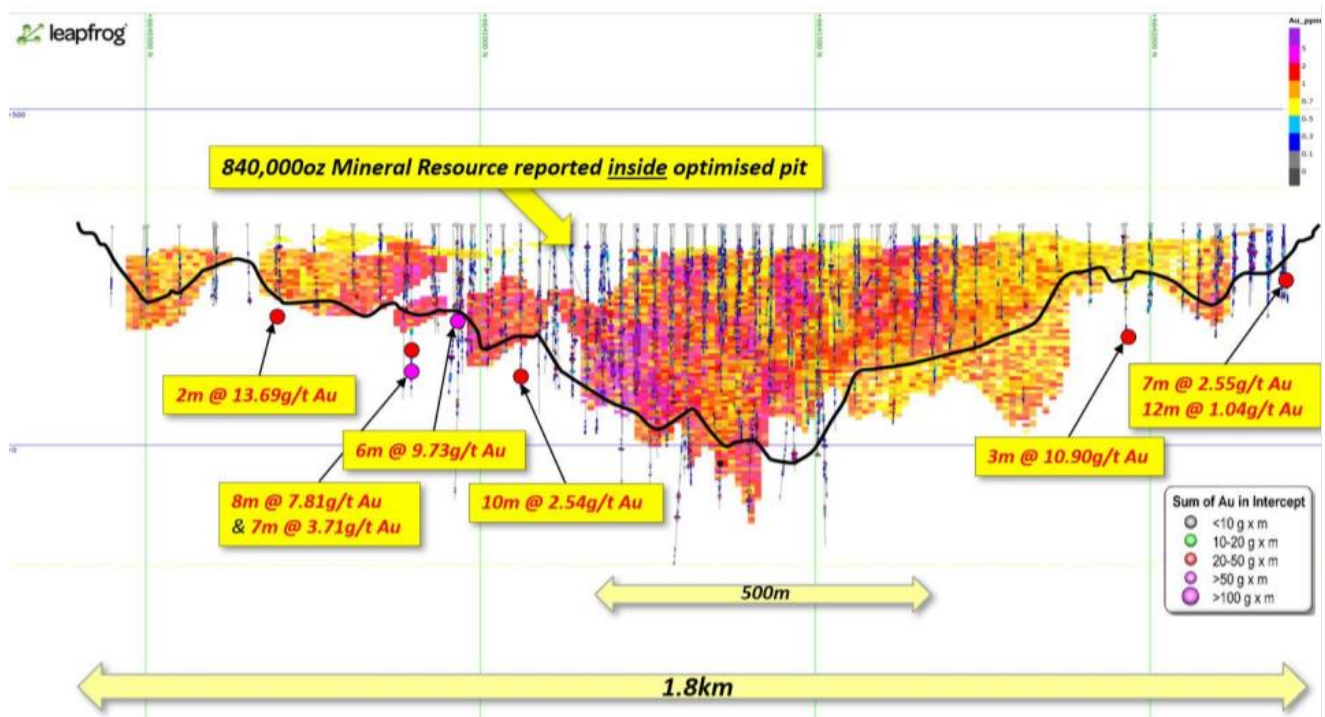 leapfrog
Au_ppm
5
2
1
0.7
0.5
0.3
0.1
0
+500
840,000oz Mineral Resource reported inside optimised pit
2m @ 13.69g/t Au
6m @ 9.73g/t Au
8m @ 7.81g/t Au
& 7m @ 3.71g/t Au
10m @ 2.54g/t Au
3m @ 10.90g/t Au
7m @ 2.55g/t Au
12m @ 1.04g/t Au
Sum of Au in Intercept
<10 g x m
10-20 g x m
20-50 g x m
>50 g x m
>100 g x m
500m
1.8km